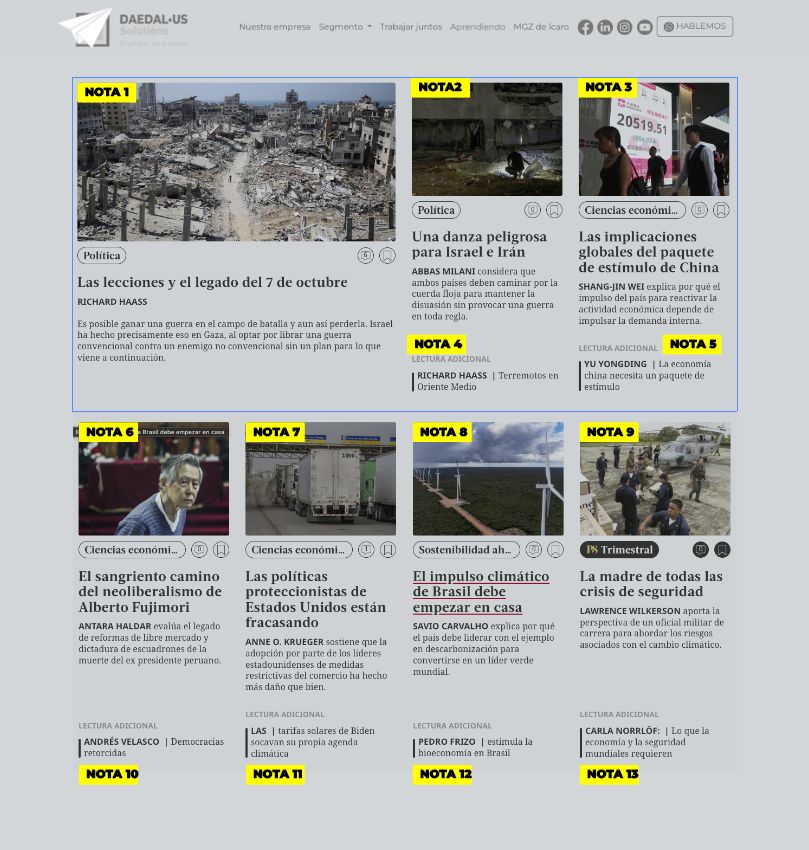 DAEDAL·US
Solutions
Nuestra empresa
Segmento
Trabajar juntos
Aprendiendo
MGZ de Ícaro
HABLEMOS
NOTA 1
Política
6
Las lecciones y el legado del 7 de octubre
RICHARD HAASS
Es posible ganar una guerra en el campo de batalla y aun así perderla. Israel
ha hecho precisamente eso en Gaza, al optar por librar una guerra
convencional contra un enemigo no convencional sin un plan para lo que
viene a continuación.
NOTA2
Política
0
Una danza peligrosa
para Israel e Irán
ABBAS MILANI considera que
ambos países deben caminar por la
cuerda floja para mantener la
disuasión sin provocar una guerra
en toda regla.
NOTA 4
LECTURA ADICIONAL
RICHARD HAASS | Terremotos en
Oriente Medio
NOTA 3
20519.51
Ciencias económi...
Las implicaciones
globales del paquete
de estímulo de China
SHANG-JIN WEI explica por qué el
impulso del país para reactivar la
actividad económica depende de
impulsar la demanda interna.
LECTURA ADICIONAL
NOTA 5
YU YONGDING | La economía
china necesita un paquete de
estímulo
NOTA 6
Brasil debe empezar en casa
Ciencias económi...
0
El sangriento camino
del neoliberalismo de
Alberto Fujimori
ANTARA HALDAR evalúa el legado
de reformas de libre mercado y
dictadura de escuadrones de la
muerte del ex presidente peruano.
LECTURA ADICIONAL
ANDRÉS VELASCO | Democracias
retorcidas
NOTA 10
NOTA 7
Ciencias económi...
1
Las políticas
proteccionistas de
Estados Unidos están
fracasando
ANNE O. KRUEGER sostiene que la
adopción por parte de los líderes
estadounidenses de medidas
restrictivas del comercio ha hecho
más daño que bien.
LECTURA ADICIONAL
LAS | tarifas solares de Biden
socavan su propia agenda
climática
NOTA 11
NOTA 8
Sostenibilidad ah...
0
El impulso climático
de Brasil debe
empezar en casa
SAVIO CARVALHO explica por qué
el país debe liderar con el ejemplo
en descarbonización para
convertirse en un líder verde
mundial.
LECTURA ADICIONAL
PEDRO FRIZO | estimula la
bioeconomía en Brasil
NOTA 12
NOTA 9
PS Trimestral
La madre de todas las
crisis de seguridad
LAWRENCE WILKERSON aporta la
perspectiva de un oficial militar de
carrera para abordar los riesgos
asociados con el cambio climático.
LECTURA ADICIONAL
CARLA NORRLÖF: | Lo que la
economía y la seguridad
mundiales requieren
NOTA 13